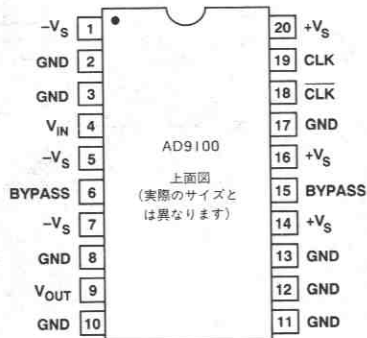 -VS 1 20 +VS
GND 2 19 CLK
GND 3 18 C̅L̅K̅
VIN 4 17 GND
AD9100
-VS 5 16 +VS
上面図
BYPASS 6 (実際のサイズと 15 BYPASS
-VS 7 は異なります) 14 +VS
GND 8 13 GND
VOUT 9 12 GND
GND 10 11 GND